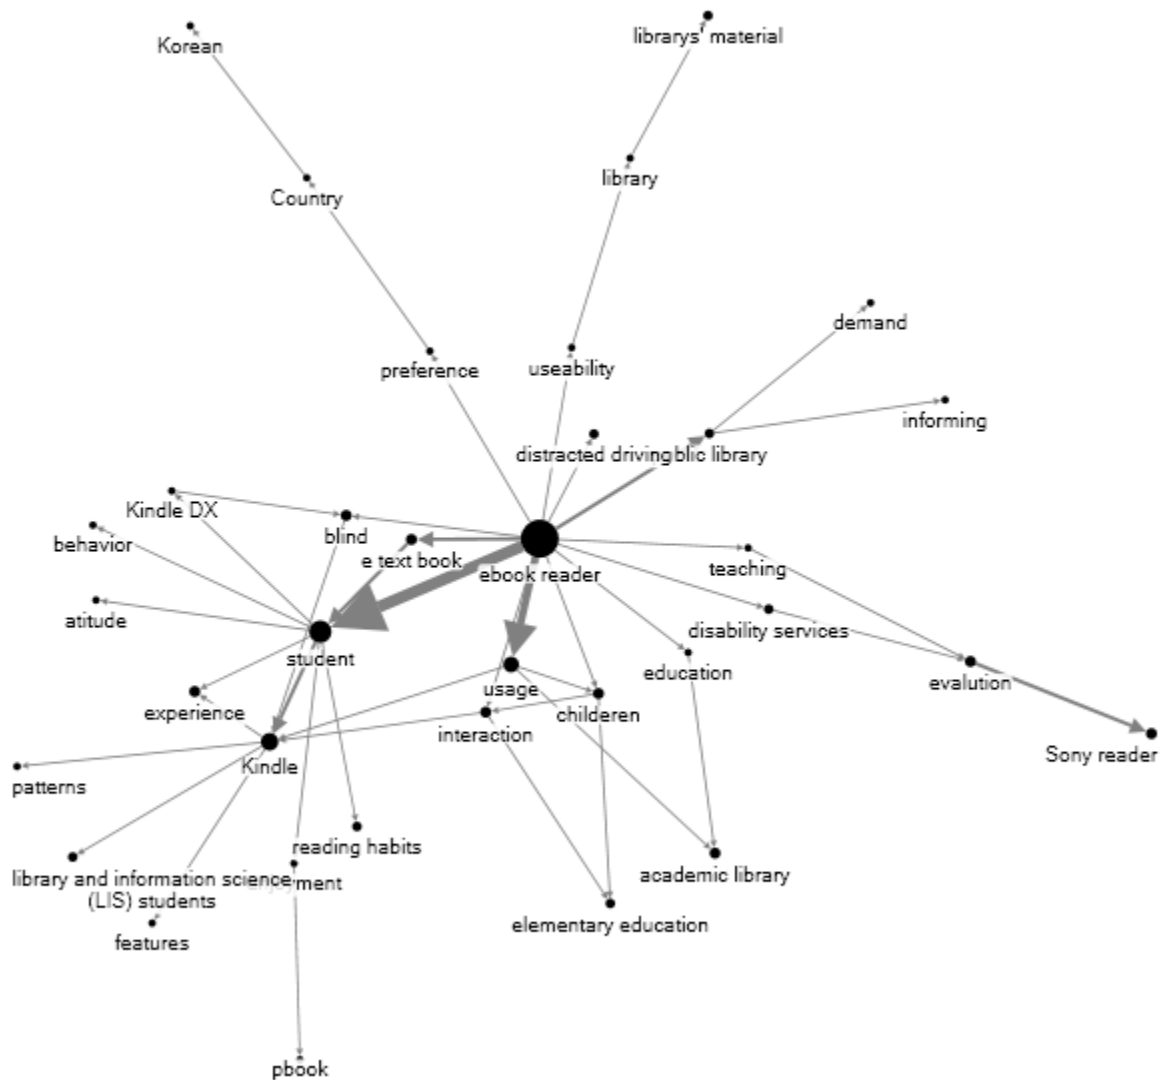 Korean
librarys' material
library
Country
demand
preference
useability
informing
distracted driving
blic library
Kindle DX
blind
behavior
e text book
ebook reader
teaching
atitude
disability services
student
education
usage
evalution
experience
childeren
interaction
Sony reader
Kindle
patterns
reading habits
academic library
library and information science
(LIS) students
ment
elementary education
features
pbook